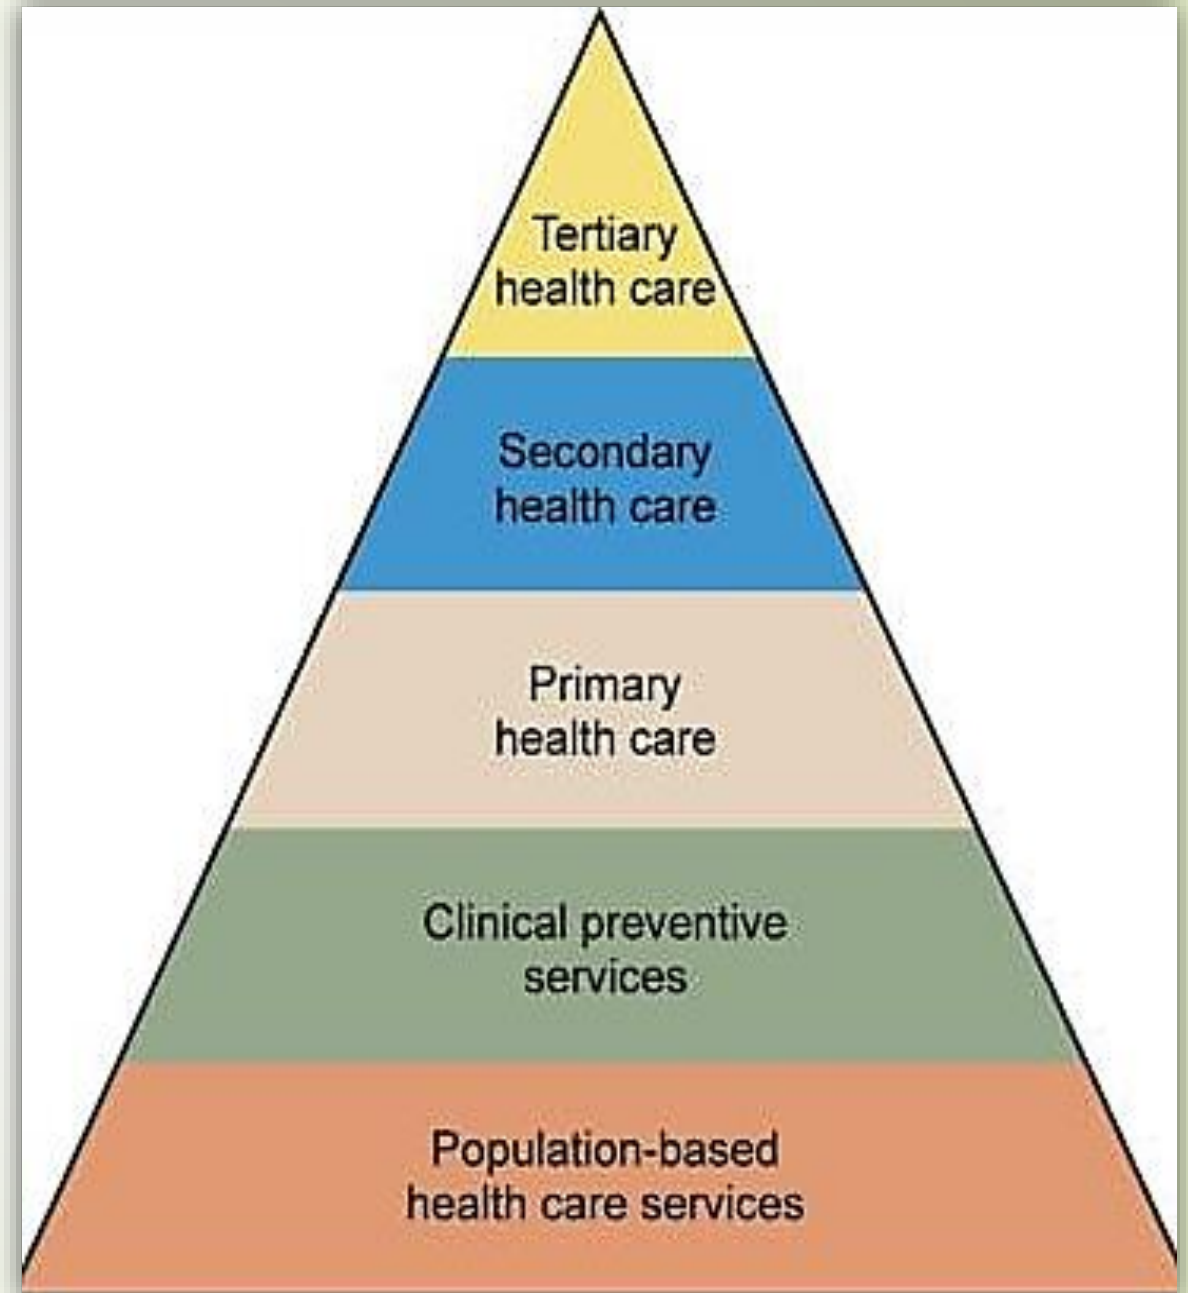 Tertiary
health care
Secondary
health care
Primary
health care
Clinical preventive
services
Population-based
health care services